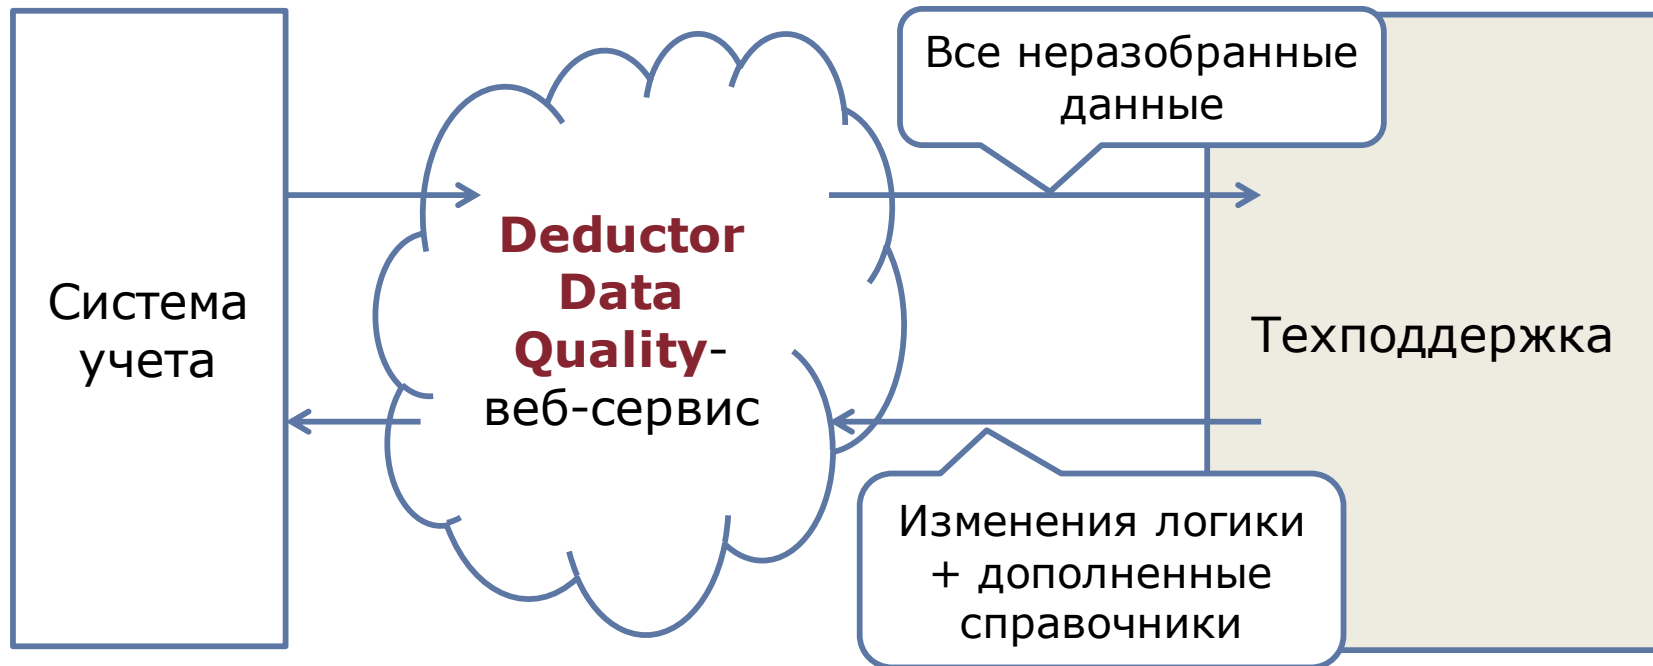 Система
учета
Deductor
Data
Quality-
веб-сервис
Все неразобранные
данные
Техподдержка
Изменения логики
+ дополненные
справочники